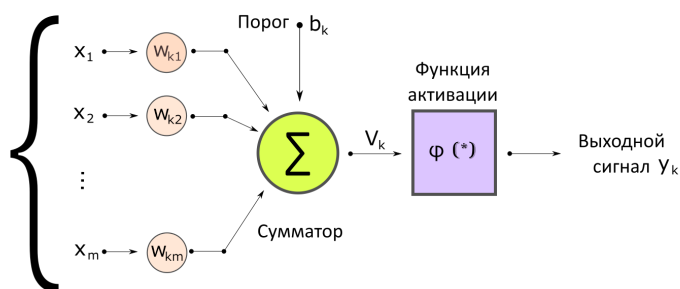 Порог b_k
x_1 w_k1
Функция
активации
x_2 w_k2
Σ
V_k
φ (*)
Выходной
сигнал y_k
⋮
Сумматор
x_m w_km